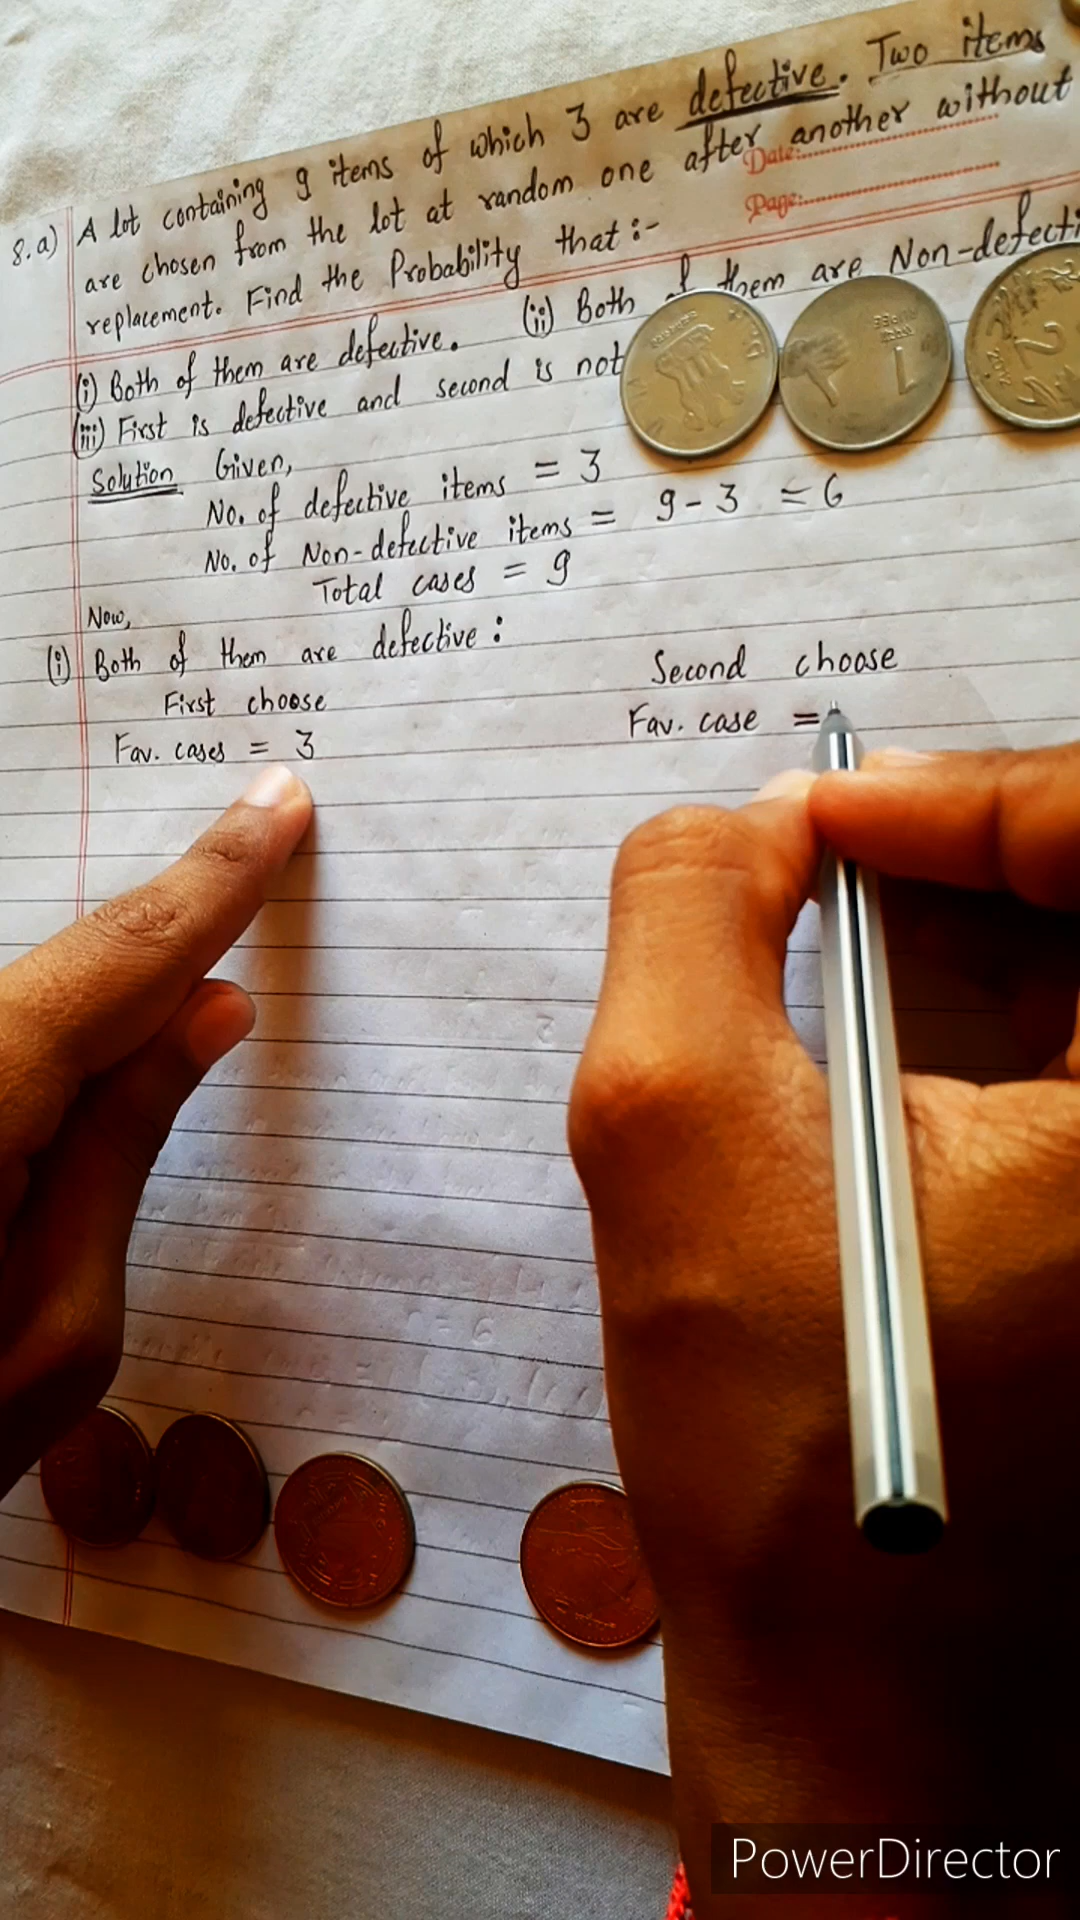 8.a) A lot containing 9 items of which 3 are defective. Two items
are chosen from the lot at random one after another without
replacement. Find the Probability that :-
Date:
Page:
(i) Both of them are defective. (ii) Both of them are Non-defecti
(iii) First is defective and second is not
Solution Given,
No. of defective items = 3
No. of Non-defective items = 9-3 = 6
Total cases = 9
Now,
(i) Both of them are defective :
First choose Second choose
Fav. cases = 3 Fav. case =
1
2
PowerDirector